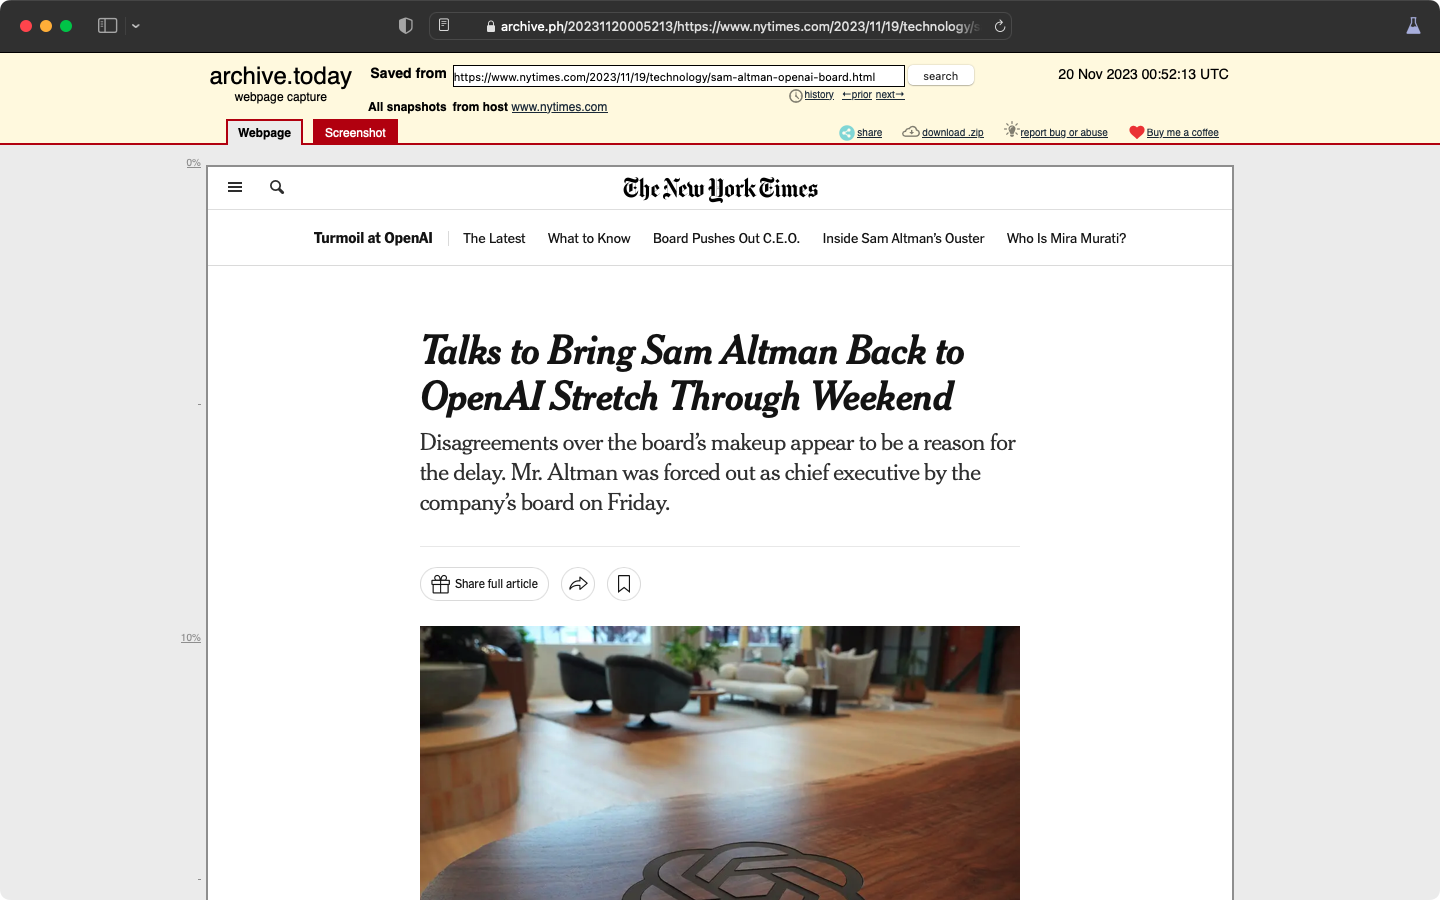 archive.ph/20231120005213/https://www.nytimes.com/2023/11/19/technology/s
archive.today
webpage capture
Saved from
https://www.nytimes.com/2023/11/19/technology/sam-altman-openai-board.html
search
20 Nov 2023 00:52:13 UTC
history ←prior next→
All snapshots from host www.nytimes.com
Webpage
Screenshot
share
download .zip
report bug or abuse
Buy me a coffee
0%
The New York Times
Turmoil at OpenAI
The Latest
What to Know
Board Pushes Out C.E.O.
Inside Sam Altman’s Ouster
Who Is Mira Murati?
Talks to Bring Sam Altman Back to
OpenAI Stretch Through Weekend
Disagreements over the board’s makeup appear to be a reason for
the delay. Mr. Altman was forced out as chief executive by the
company’s board on Friday.
Share full article
10%